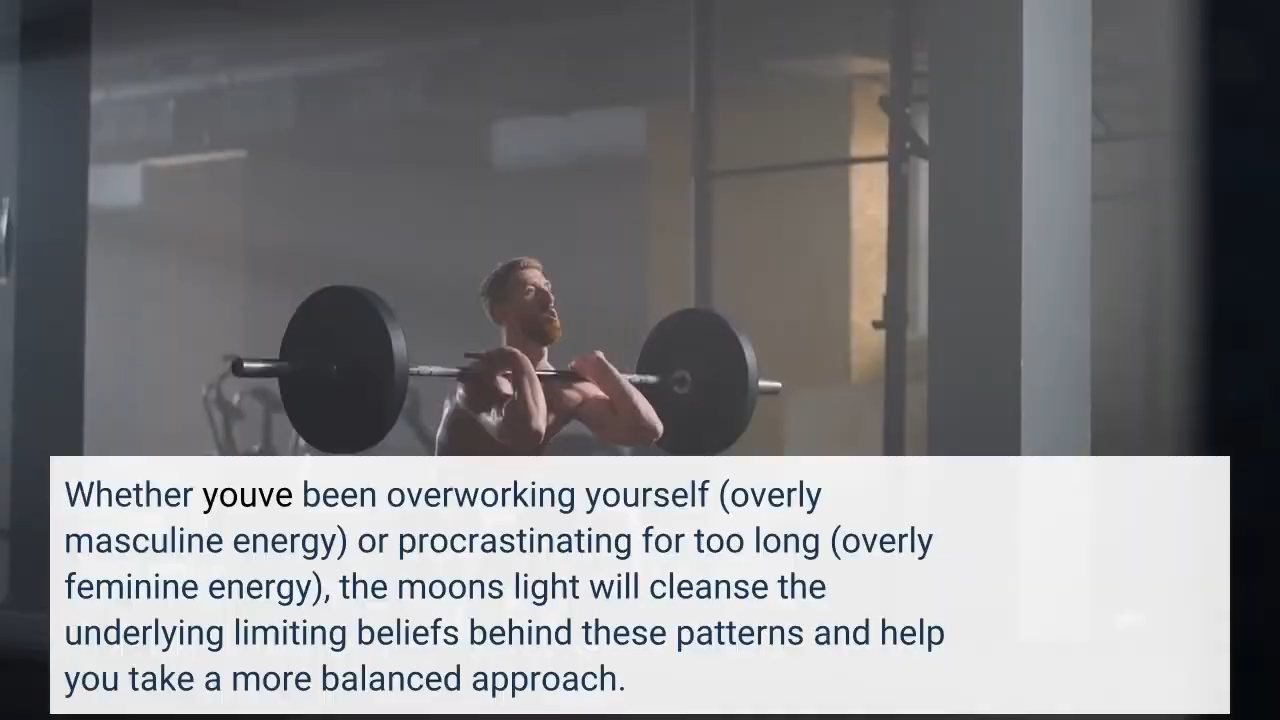 Whether youve been overworking yourself (overly
masculine energy) or procrastinating for too long (overly
feminine energy), the moons light will cleanse the
underlying limiting beliefs behind these patterns and help
you take a more balanced approach.